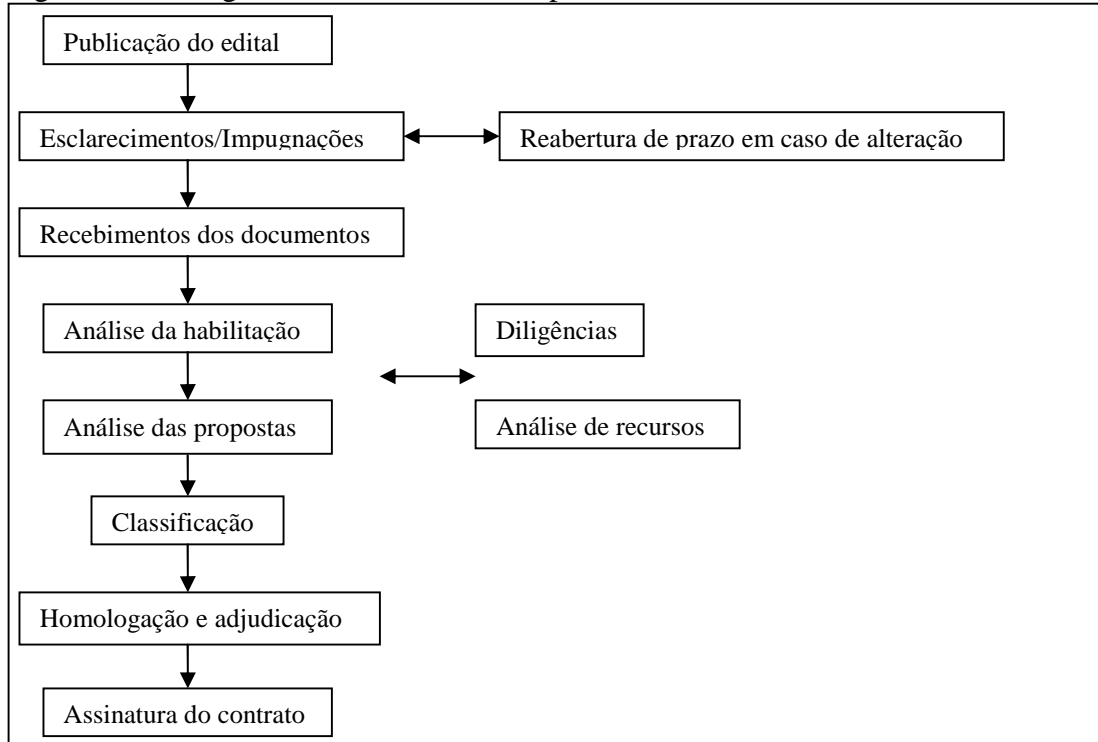 Publicação do edital
Esclarecimentos/Impugnações
Reabertura de prazo em caso de alteração
Recebimentos dos documentos
Análise da habilitação
Diligências
Análise das propostas
Análise de recursos
Classificação
Homologação e adjudicação
Assinatura do contrato